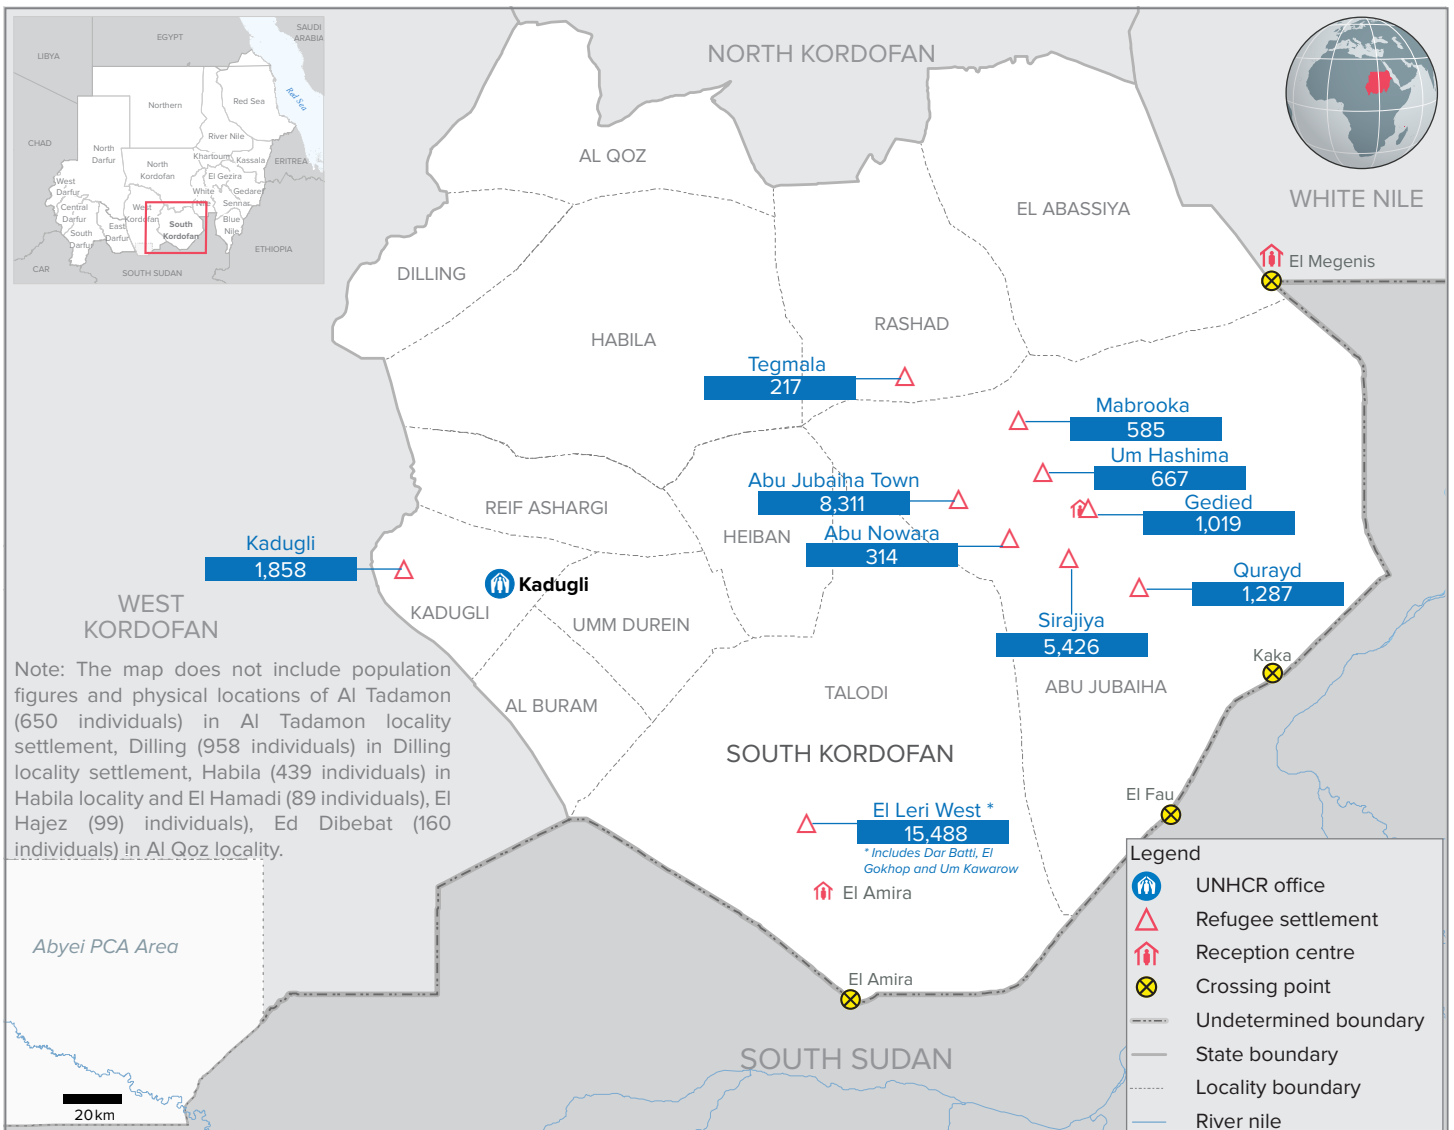 SAUDI
ARABIA
EGYPT
LIBYA
Red Sea
Northern
Red Sea
River Nile
CHAD
North
Darfur
North
Kordofan
Khartoum
Kassala
ERITREA
El Gezira
West
Darfur
White
Nile
Gedaref
Sennar
Central
Darfur
West
Kordofan
South
Kordofan
Blue
Nile
South
Darfur
East
Darfur
ETHIOPIA
CAR
SOUTH SUDAN
NORTH KORDOFAN
WHITE NILE
AL QOZ
EL ABASSIYA
El Megenis
DILLING
HABILA
RASHAD
Tegmala
217
Mabrooka
585
Um Hashima
667
Abu Jubaiha Town
8,311
Gedied
1,019
REIF ASHARGI
HEIBAN
Abu Nowara
314
Kadugli
1,858
Kadugli
Qurayd
1,287
WEST
KORDOFAN
KADUGLI
UMM DUREIN
Sirajiya
5,426
Kaka
ABU JUBAIHA
TALODI
AL BURAM
SOUTH KORDOFAN
Note: The map does not include population
figures and physical locations of Al Tadamon
(650 individuals) in Al Tadamon locality
settlement, Dilling (958 individuals) in Dilling
locality settlement, Habila (439 individuals) in
Habila locality and El Hamadi (89 individuals), El
Hajez (99) individuals), Ed Dibebat (160
individuals) in Al Qoz locality.
El Fau
El Leri West *
15,488
* Includes Dar Batti, El
Gokhop and Um Kawarow
El Amira
El Amira
Abyei PCA Area
SOUTH SUDAN
20 km
Legend
UNHCR office
Refugee settlement
Reception centre
Crossing point
Undetermined boundary
State boundary
Locality boundary
River nile